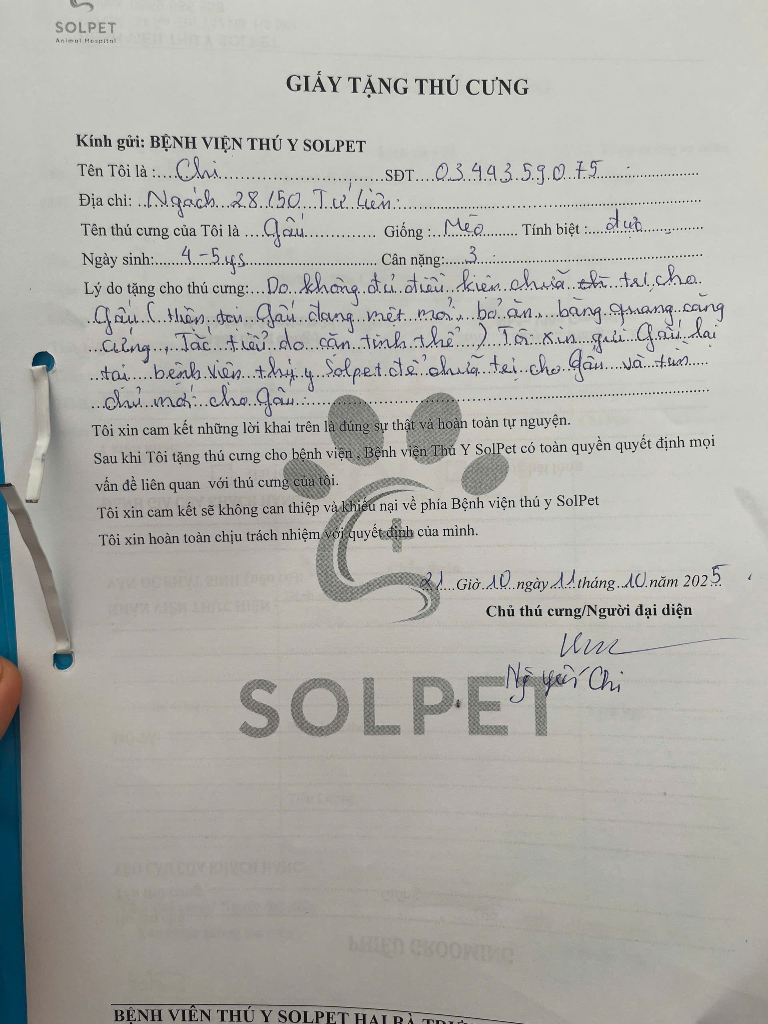 SOLPET
Animal Hospital
GIẤY TẶNG THÚ CƯNG
Kính gửi: BỆNH VIỆN THÚ Y SOLPET
Tên Tôi là : Chi SĐT 0349359075
Địa chỉ: Ngách 28/50 Tứ Liên
Tên thú cưng của Tôi là Gấu Giống : Mèo Tính biệt : đực
Ngày sinh: 4-5ys Cân nặng: 3
Lý do tặng cho thú cưng: Do không đủ điều kiện chữa trị cho
Gấu (Hiện tại Gấu đang mệt mỏi, bỏ ăn, bàng quang căng
cứng, Tắc tiểu do cặn tinh thể) Tôi xin gửi Gấu lại
tại bệnh viện thú y Solpet để chữa trị cho Gấu và tìm
chủ mới cho Gấu.
Tôi xin cam kết những lời khai trên là đúng sự thật và hoàn toàn tự nguyện.
Sau khi Tôi tặng thú cưng cho bệnh viện , Bệnh viện Thú Y SolPet có toàn quyền quyết định mọi
vấn đề liên quan với thú cưng của tôi.
Tôi xin cam kết sẽ không can thiệp và khiếu nại về phía Bệnh viện thú y SolPet
Tôi xin hoàn toàn chịu trách nhiệm với quyết định của mình.
21 Giờ 10 ngày 11 tháng 10 năm 2025
Chủ thú cưng/Người đại diện
Nguyễn Chi
SOLPET
PHIẾU GROOMING
BỆNH VIỆN THÚ Y SOLPET HAI BÀ